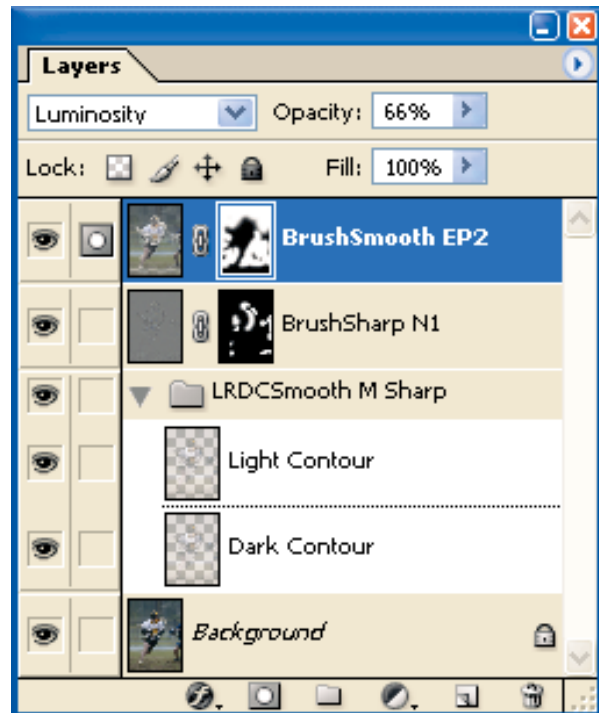 Layers
Luminosity Opacity: 66%
Lock: Fill: 100%
BrushSmooth EP2
BrushSharp N1
LRDCSmooth M Sharp
Light Contour
Dark Contour
Background